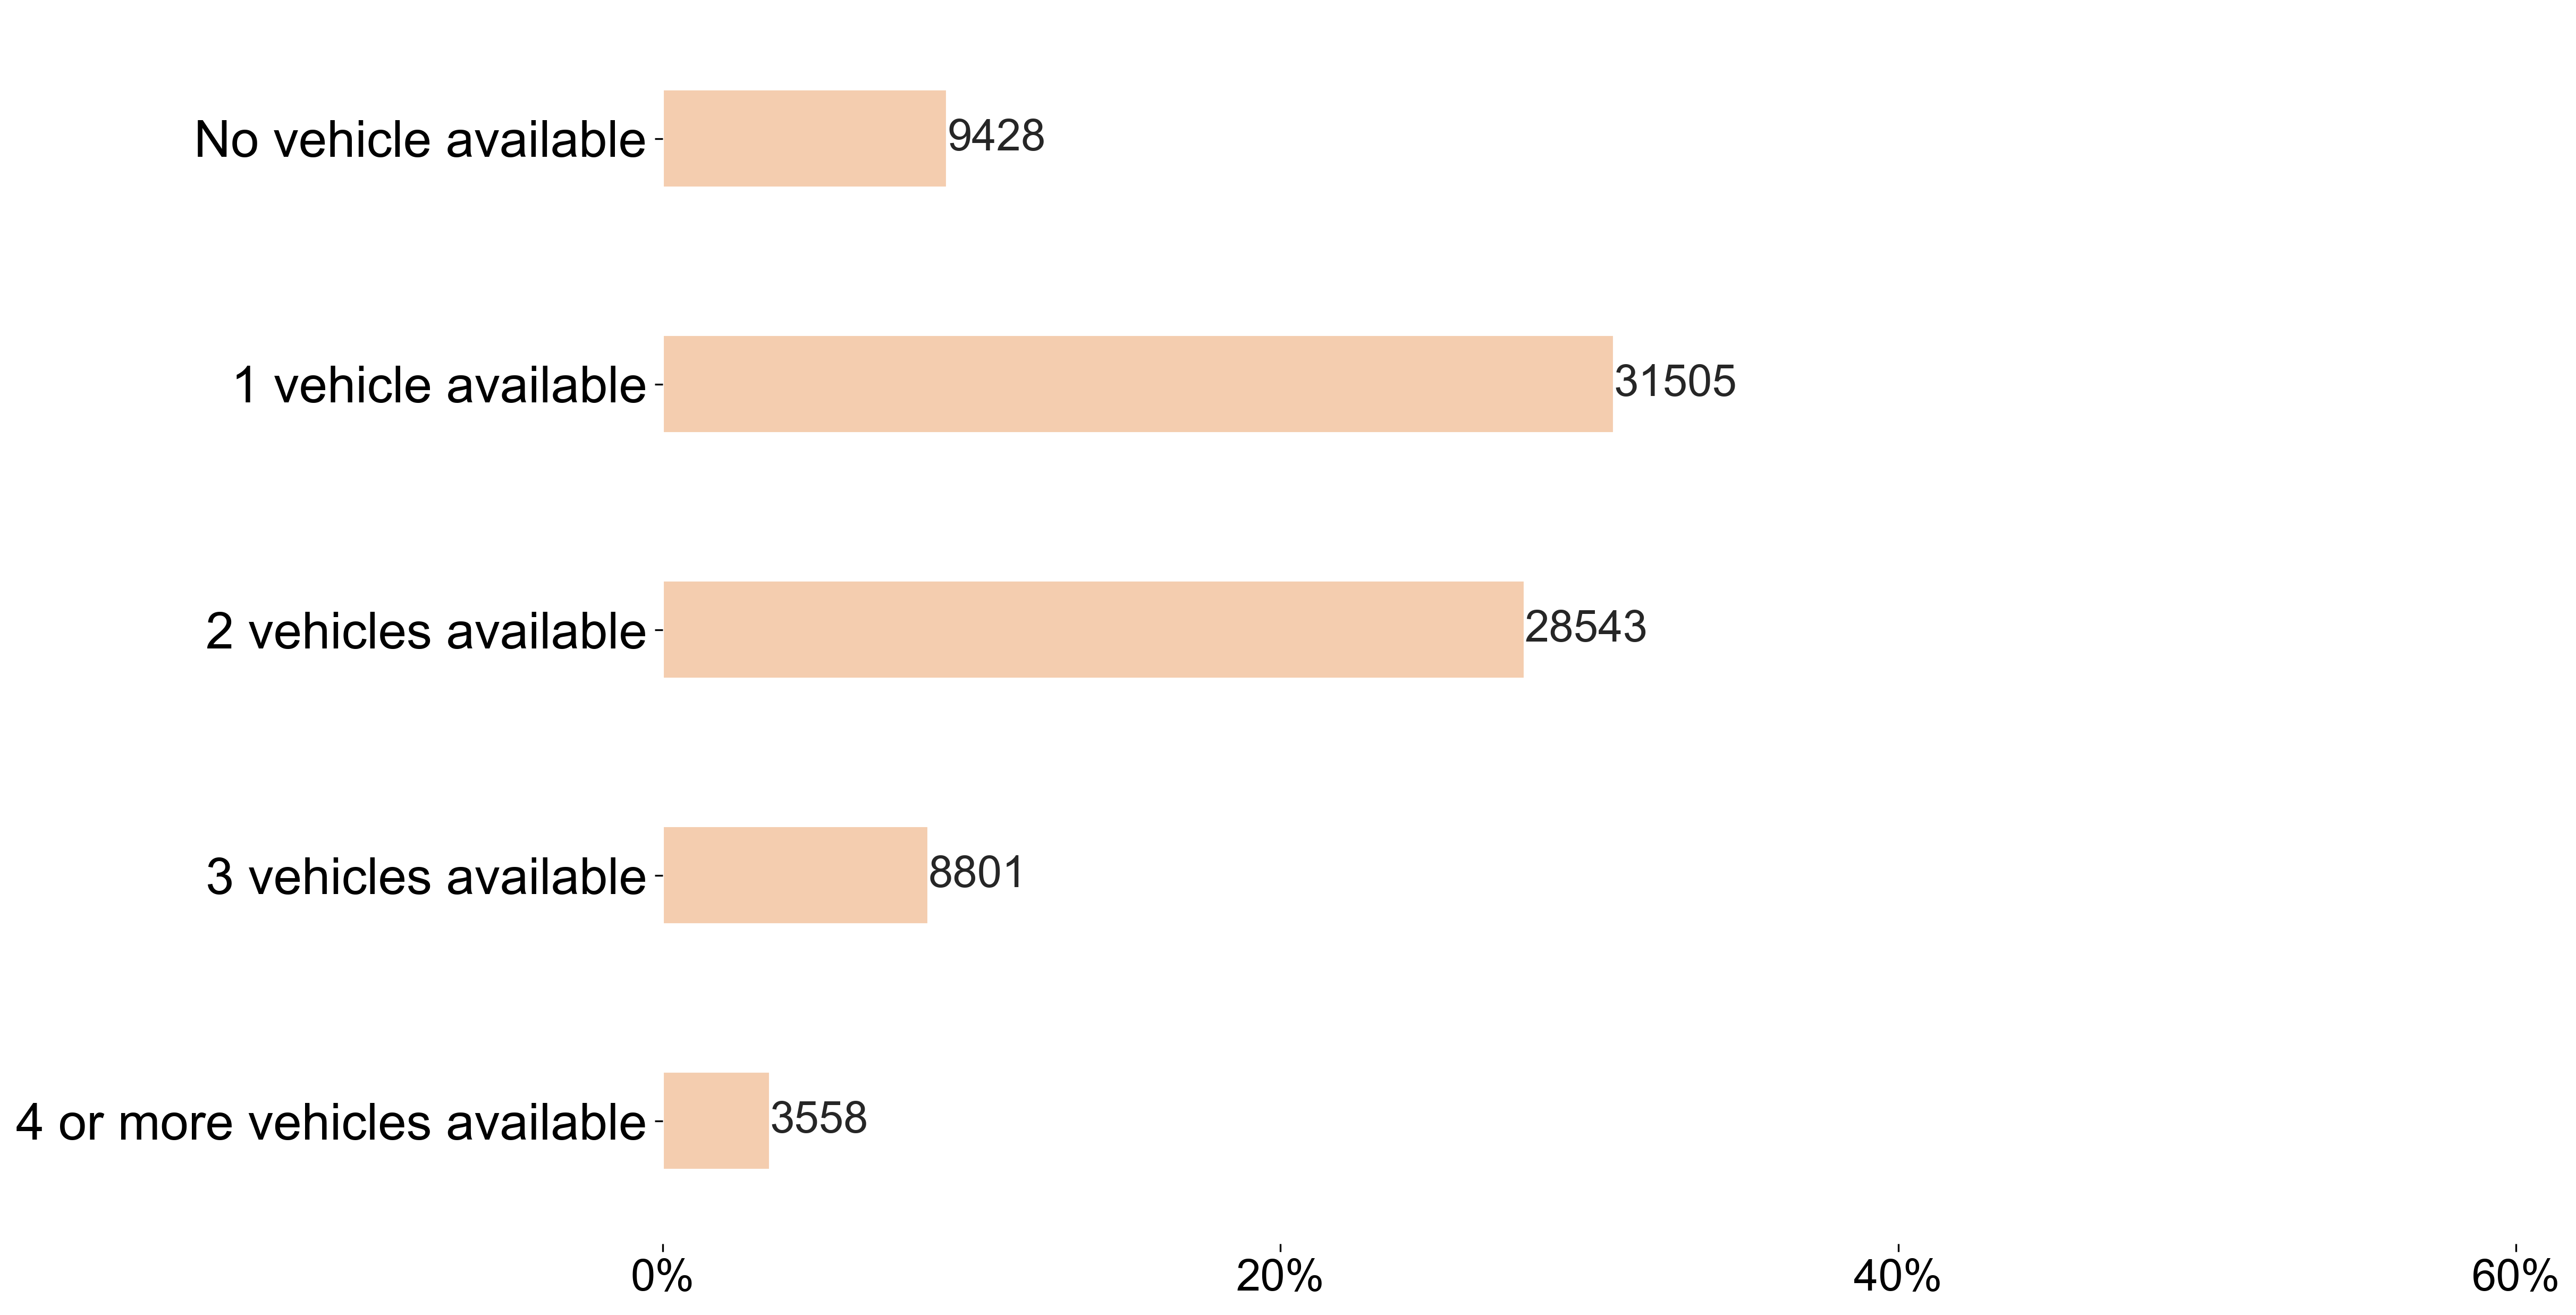 No vehicle available 9428
1 vehicle available 31505
2 vehicles available 28543
3 vehicles available 8801
4 or more vehicles available 3558
0% 20% 40% 60%